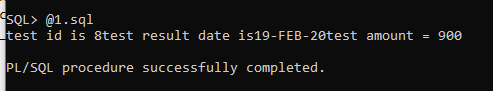 SQL> @1.sql
test id is 8test result date is19-FEB-20test amount = 900
PL/SQL procedure successfully completed.